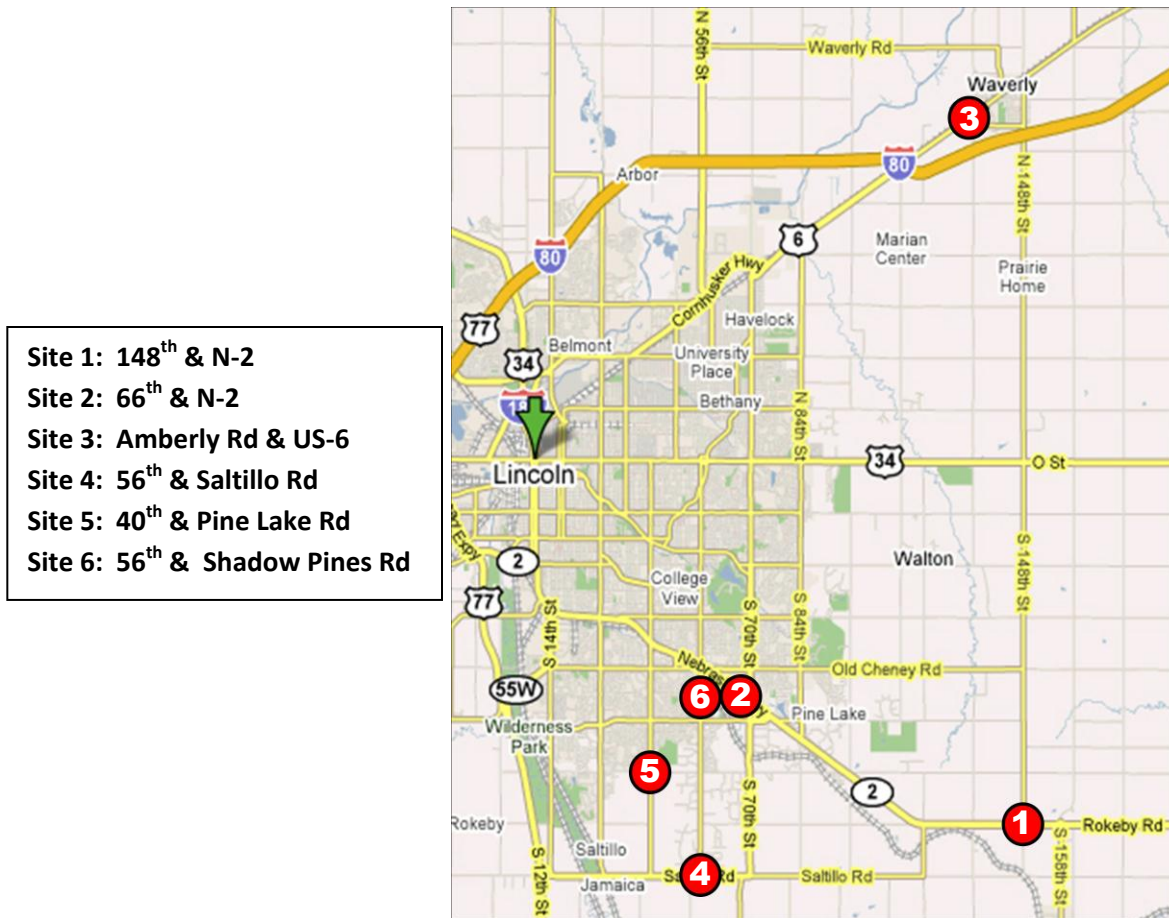 Site 1: 148th & N-2
Site 2: 66th & N-2
Site 3: Amberly Rd & US-6
Site 4: 56th & Saltillo Rd
Site 5: 40th & Pine Lake Rd
Site 6: 56th & Shadow Pines Rd
N 56th St
Waverly Rd
Waverly
3
80
Arbor
N 148th St
6
Marian
Center
80
Cornhusker Hwy
Prairie
Home
77
Havelock
34
Belmont
University
Place
Bethany
N 84th St
Lincoln
34
O St
Expy
2
College
View
Walton
S 148th St
77
S 14th St
S 70th St
S 84th St
Old Cheney Rd
55W
6
2
Pine Lake
Wilderness
Park
5
S 70th St
2
1
Rokeby
Rokeby Rd
S 12th St
Saltillo
Jamaica
4
Rd
Saltillo Rd
S 158th St